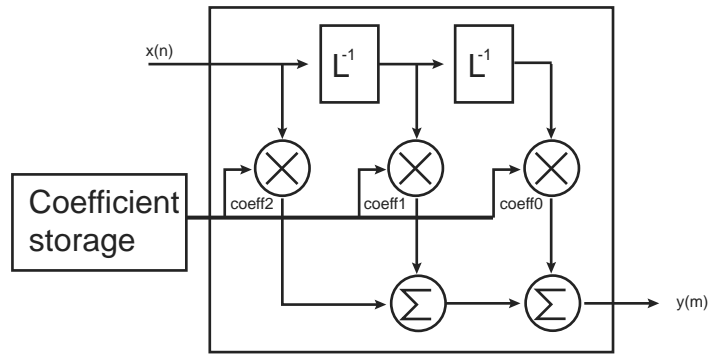 x(n)
L-1
L-1
Coefficient
storage
coeff2
coeff1
coeff0
Σ
Σ
y(m)